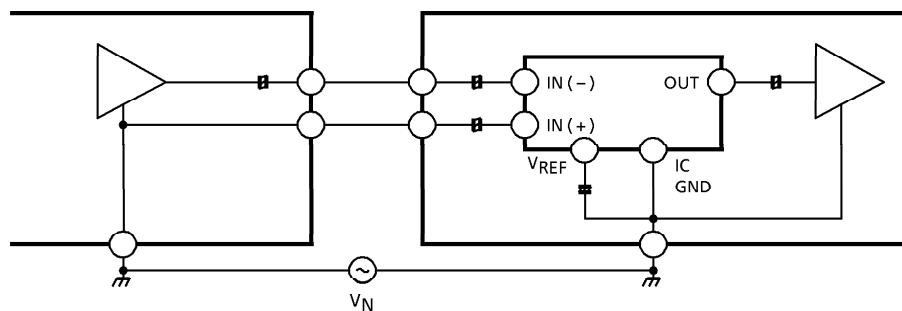 IN (−)
OUT
IN (+)
VREF
IC
GND
VN